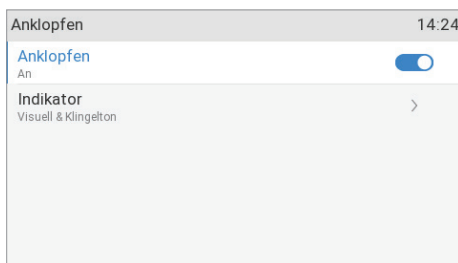 Anklopfen 14:24
Anklopfen
An
Indikator
Visuell & Klingelton